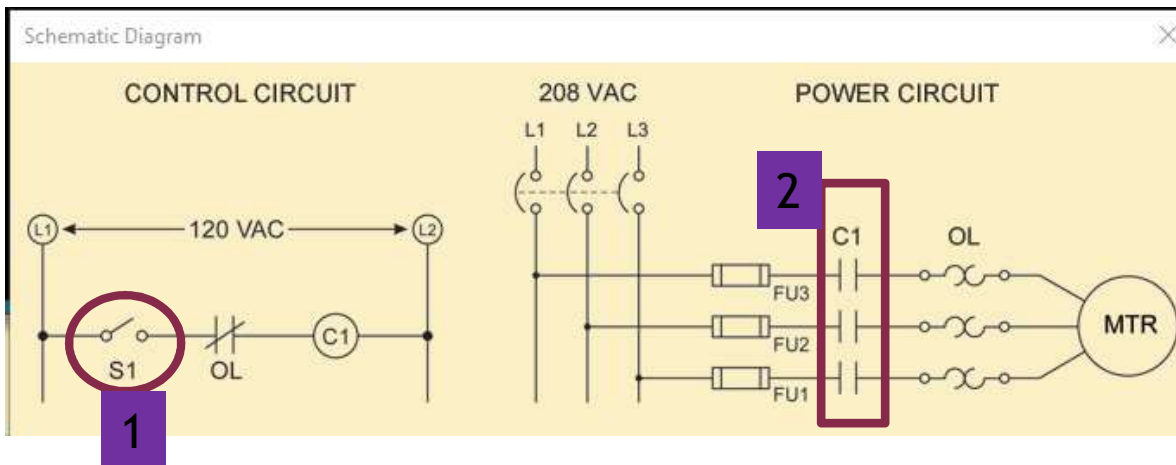 Schematic Diagram
CONTROL CIRCUIT
208 VAC
POWER CIRCUIT
L1 L2 L3
2
L1
120 VAC
L2
C1
OL
FU3
S1
OL
C1
FU2
MTR
FU1
1